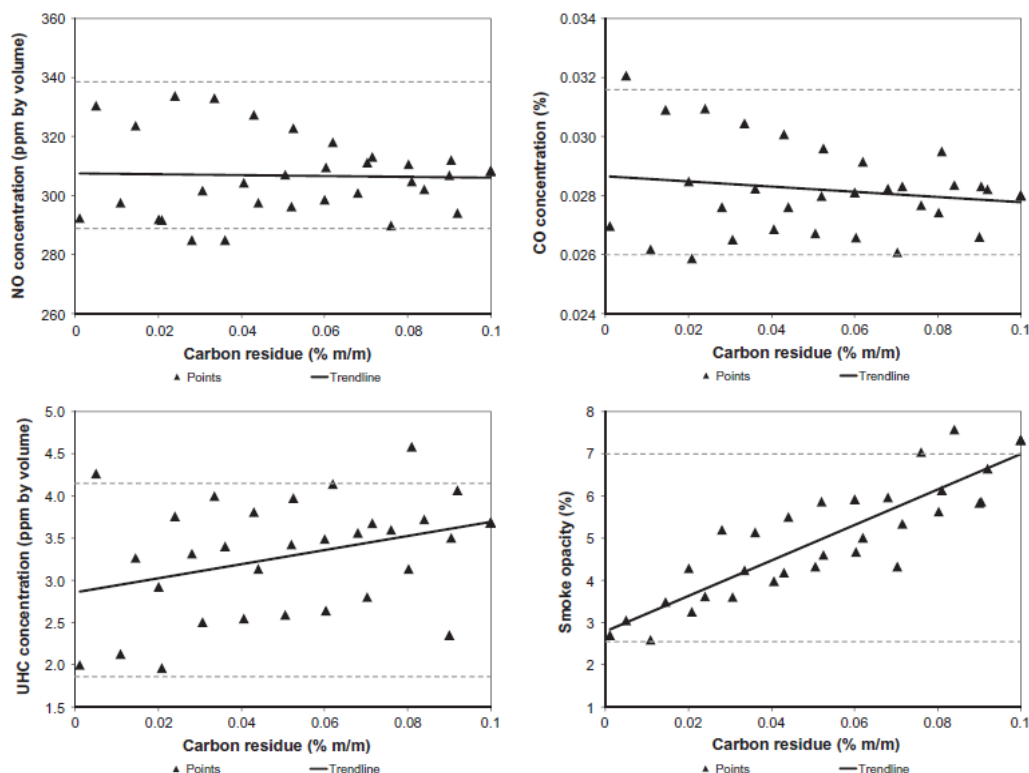 NO concentration (ppm by volume)
360
340
320
300
280
260
0 0.02 0.04 0.06 0.08 0.1
Carbon residue (% m/m)
Points Trendline
CO concentration (%)
0.034
0.032
0.030
0.028
0.026
0.024
0 0.02 0.04 0.06 0.08 0.1
Carbon residue (% m/m)
Points Trendline
UHC concentration (ppm by volume)
5.0
4.5
4.0
3.5
3.0
2.5
2.0
1.5
0 0.02 0.04 0.06 0.08 0.1
Carbon residue (% m/m)
Points Trendline
Smoke opacity (%)
8
7
6
5
4
3
2
1
0 0.02 0.04 0.06 0.08 0.1
Carbon residue (% m/m)
Points Trendline